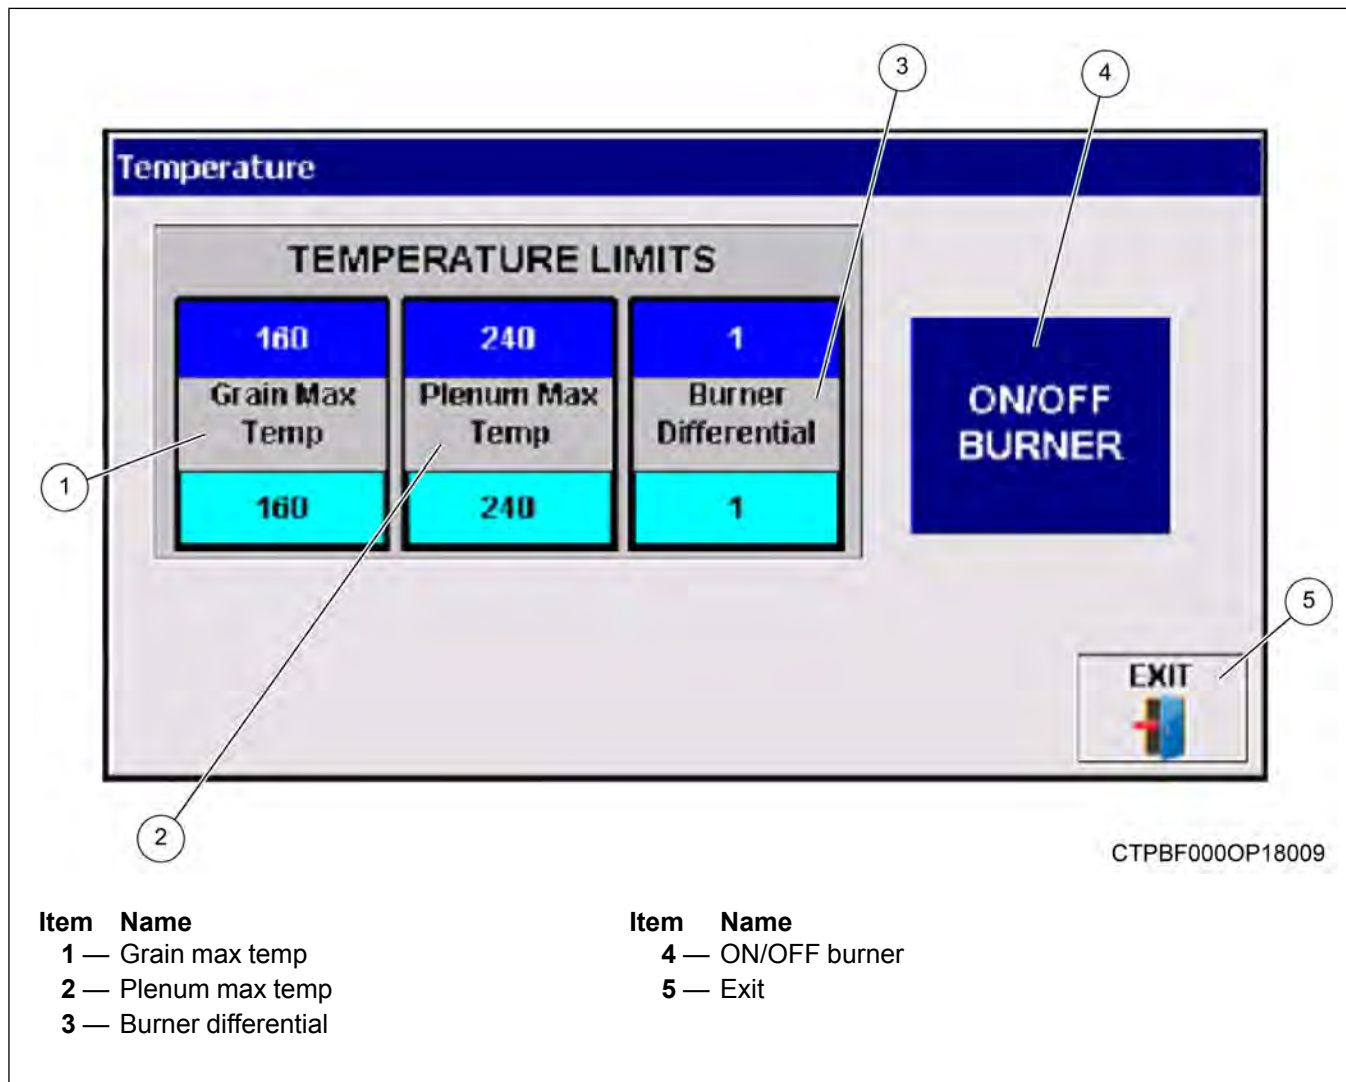 3
4
Temperature
TEMPERATURE LIMITS
160
Grain Max
Temp
160
240
Plenum Max
Temp
240
1
Burner
Differential
1
ON/OFF
BURNER
1
5
EXIT
2
CTPBF000OP18009
Item Name
1 — Grain max temp
2 — Plenum max temp
3 — Burner differential
Item Name
4 — ON/OFF burner
5 — Exit